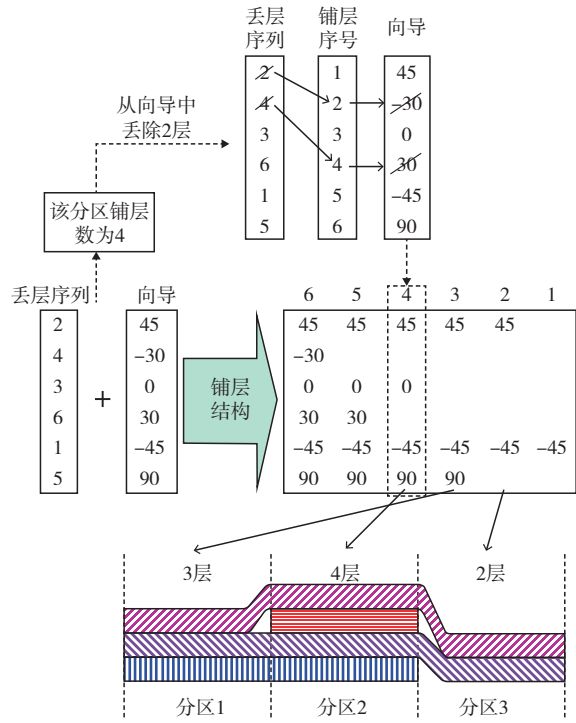 丢层 铺层 向导
序列 序号
2 1 45
4 2 -30
3 3 0
6 4 30
1 5 -45
5 6 90
从向导中
丢除2层
该分区铺层
数为4
丢层序列 向导
2 45
4 -30
3 0
6 30
1 -45
5 90
+
铺层
结构
6 5 4 3 2 1
45 45 45 45 45
-30
0 0 0
30 30
-45 -45 -45 -45 -45 -45
90 90 90 90
3层 4层 2层
分区1 分区2 分区3